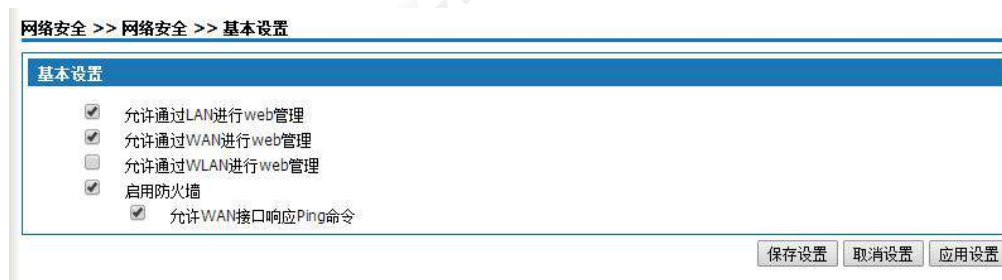 网络安全 >> 网络安全 >> 基本设置
基本设置
允许通过LAN进行web管理
允许通过WAN进行web管理
允许通过WLAN进行web管理
启用防火墙
允许WAN接口响应Ping命令
保存设置 取消设置 应用设置